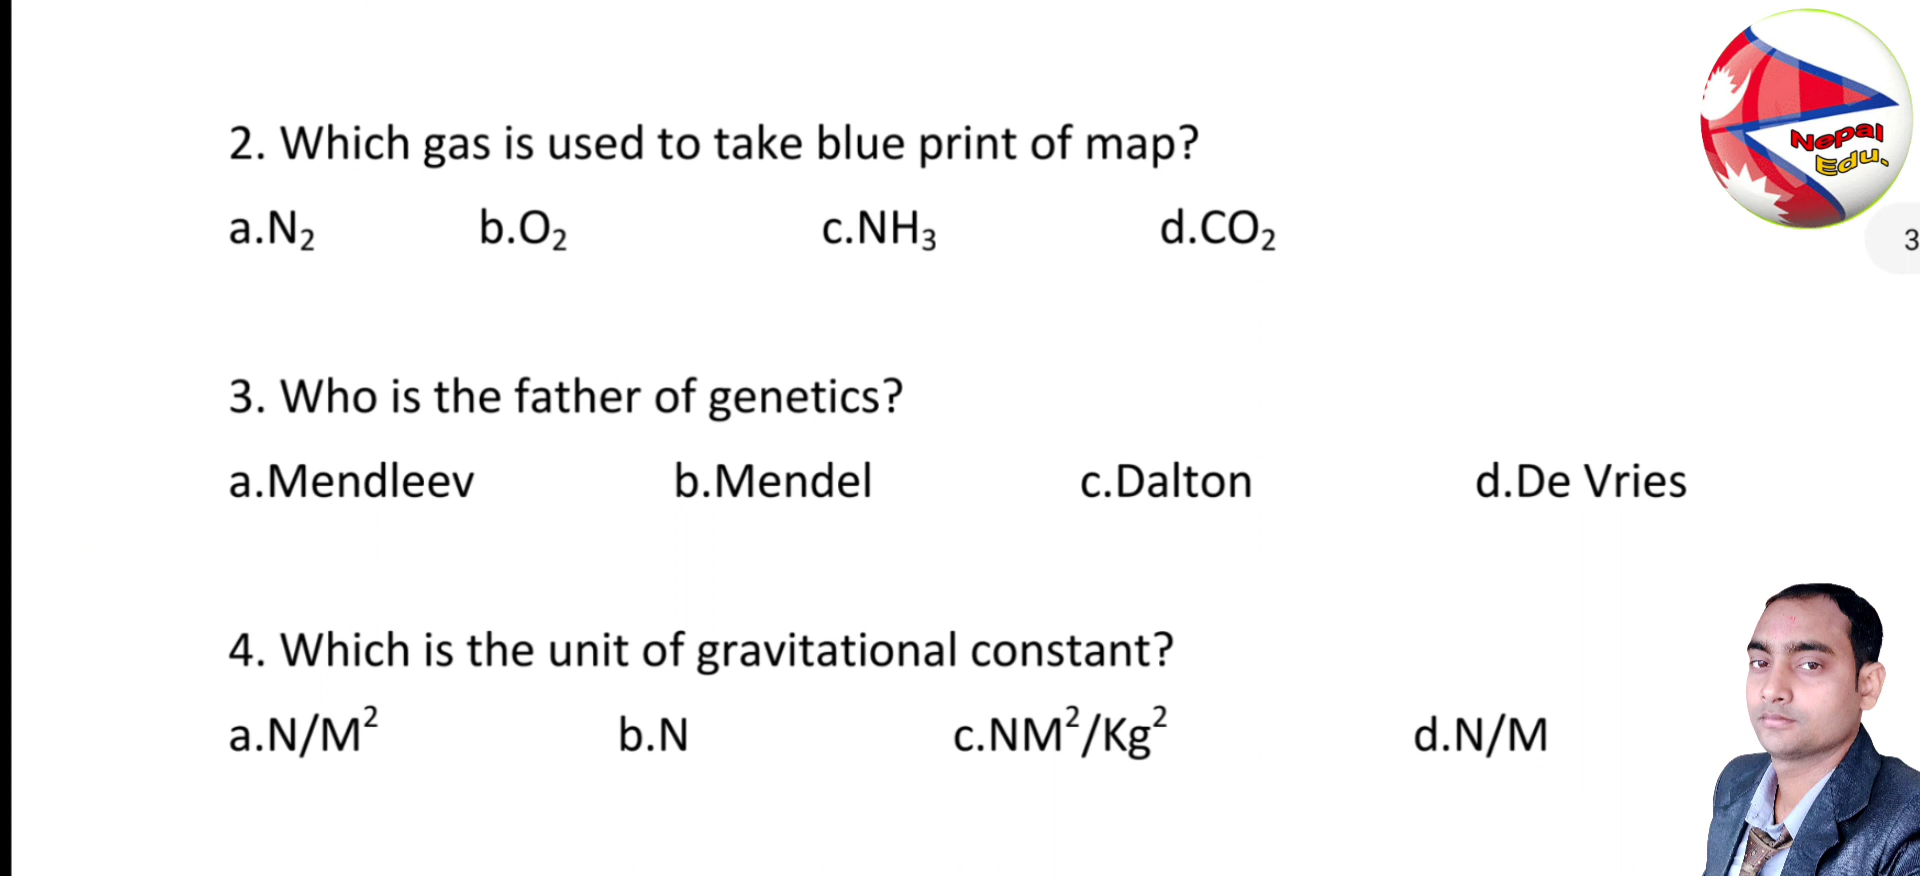 Nepal
Edu.
2. Which gas is used to take blue print of map?
a.N₂ b.O₂ c.NH₃ d.CO₂
3
3. Who is the father of genetics?
a.Mendleev b.Mendel c.Dalton d.De Vries
4. Which is the unit of gravitational constant?
a.N/M² b.N c.NM²/Kg² d.N/M